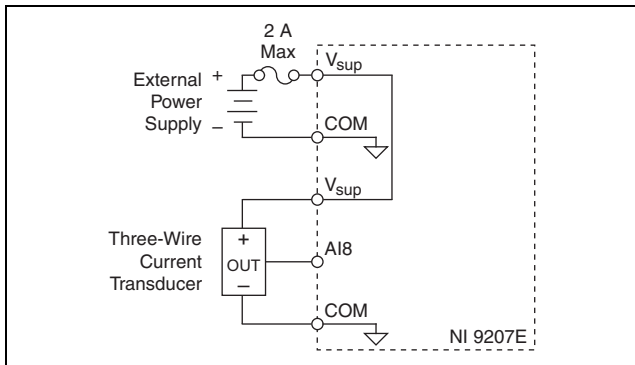 2 A
Max
External
Power
Supply
+
–
Vsup
COM
Vsup
Three-Wire
Current
Transducer
+
OUT
–
AI8
COM
NI 9207E